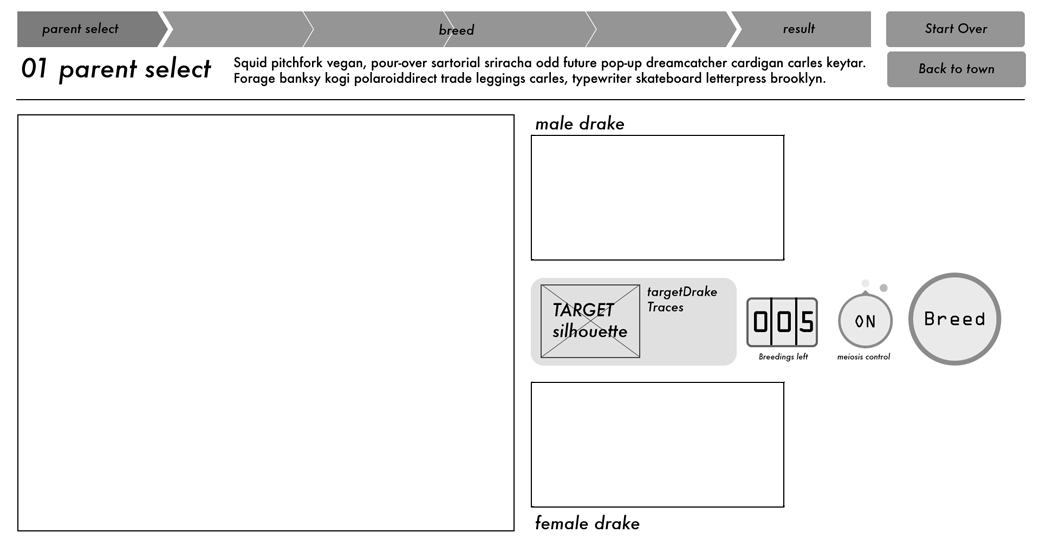 parent select
breed
result
Start Over
01 parent select
Squid pitchfork vegan, pour-over sartorial sriracha odd future pop-up dreamcatcher cardigan carles keytar.
Forage banksy kogi polaroiddirect trade leggings carles, typewriter skateboard letterpress brooklyn.
Back to town
male drake
TARGET
silhouette
targetDrake
Traces
005
Breedings left
ON
meiosis control
Breed
female drake